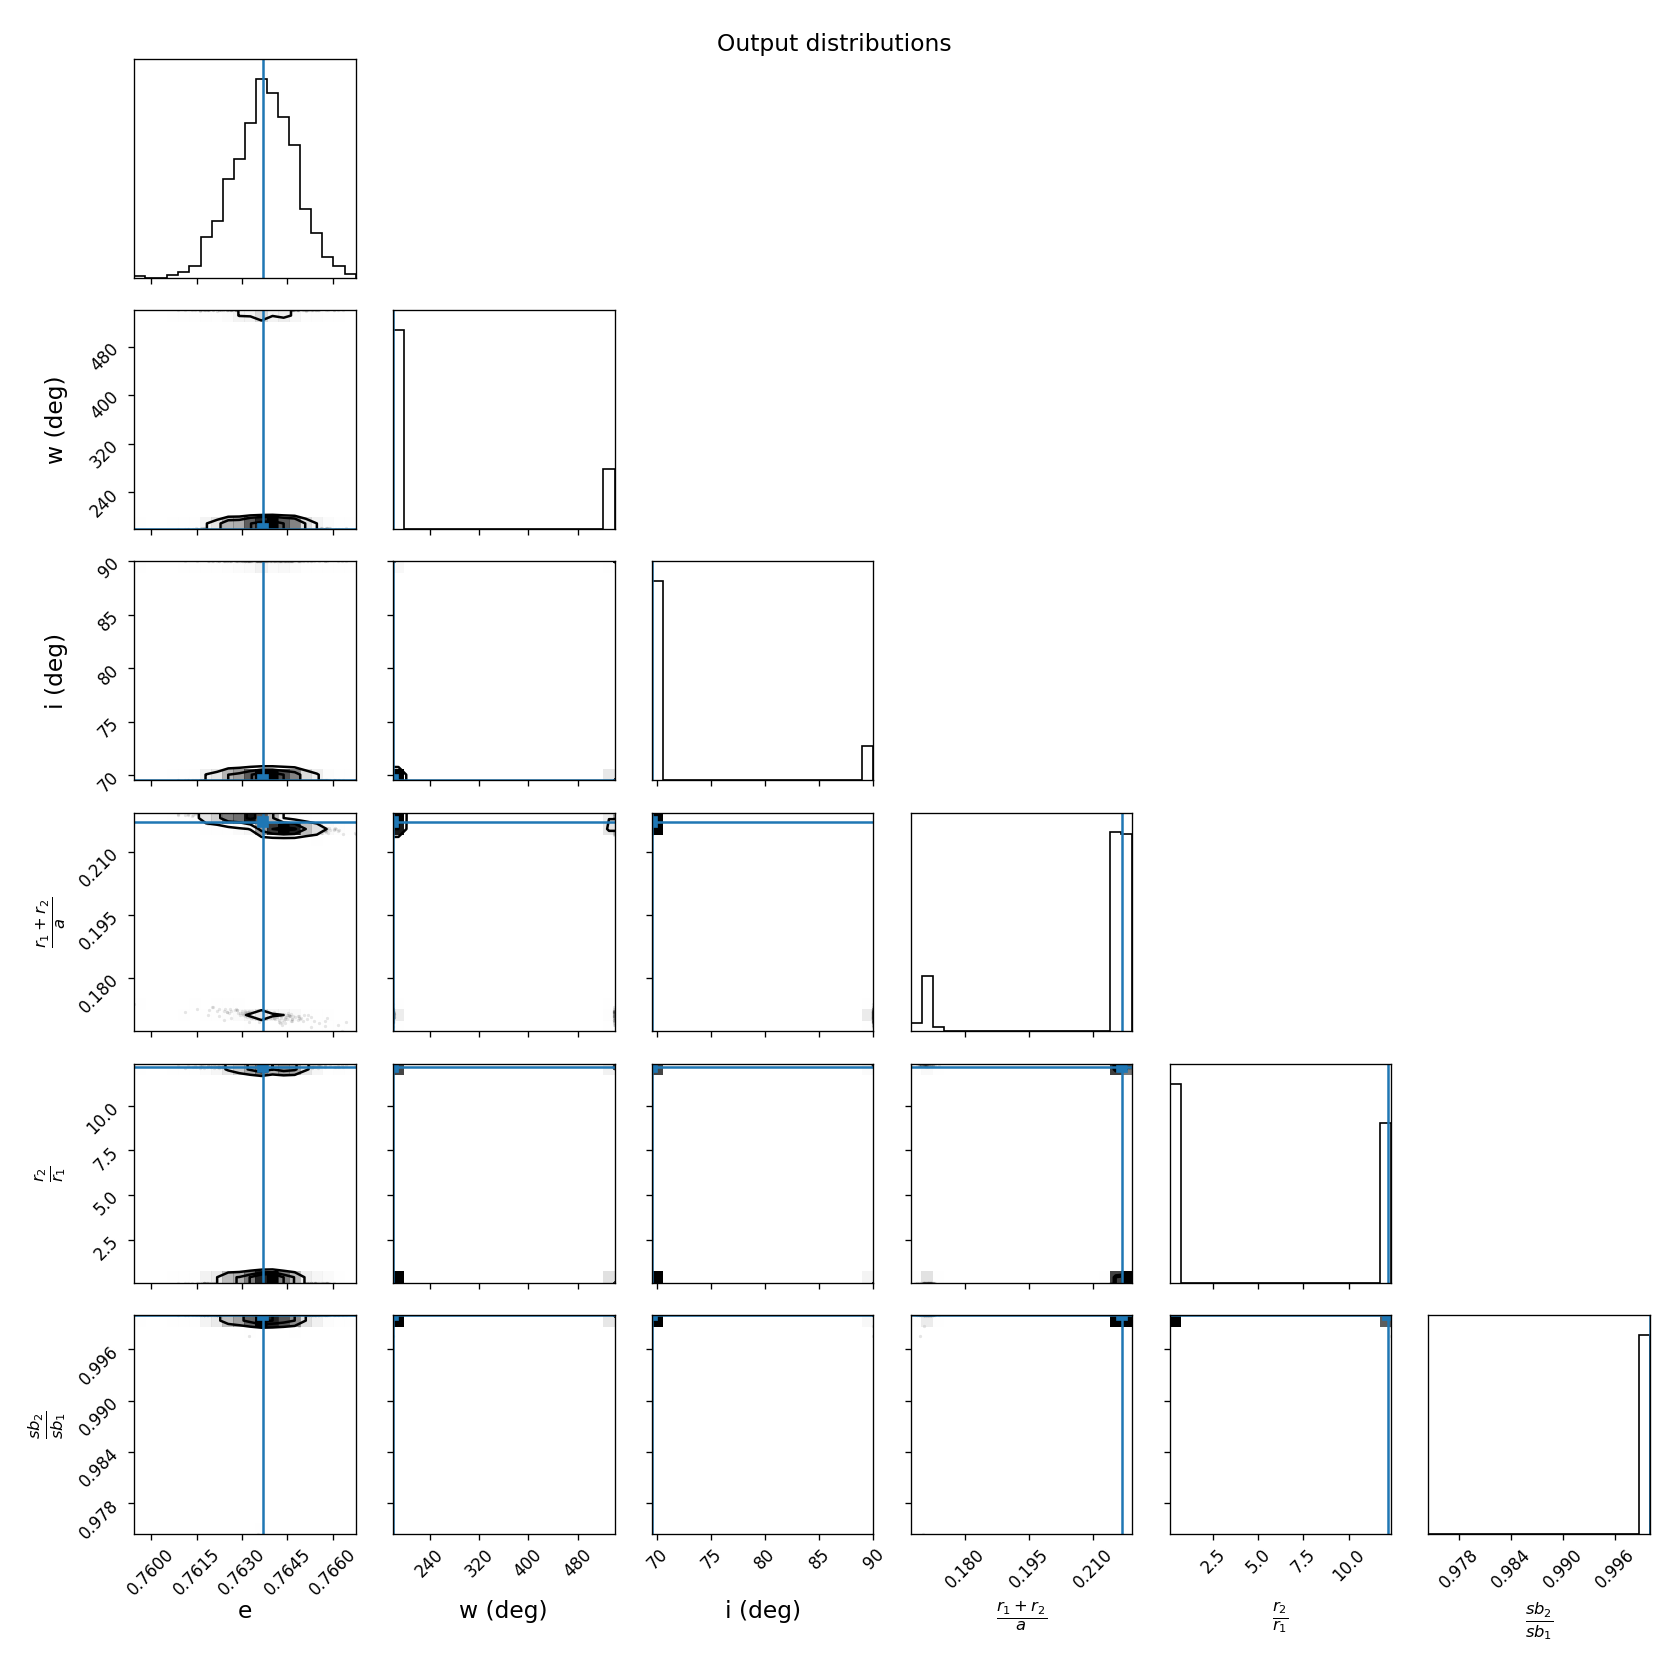 Output distributions
480
400
320
240
w (deg)
90
85
80
75
70
i (deg)
0.210
0.195
0.180
r₁ + r₂
a
10.0
7.5
5.0
2.5
r₂
r₁
0.996
0.990
0.984
0.978
sb₂
sb₁
0.7600 0.7615 0.7630 0.7645 0.7660
240 320 400 480
70 75 80 85 90
0.180 0.195 0.210
2.5 5.0 7.5 10.0
0.978 0.984 0.990 0.996
e
w (deg)
i (deg)
r₁ + r₂
a
r₂
r₁
sb₂
sb₁